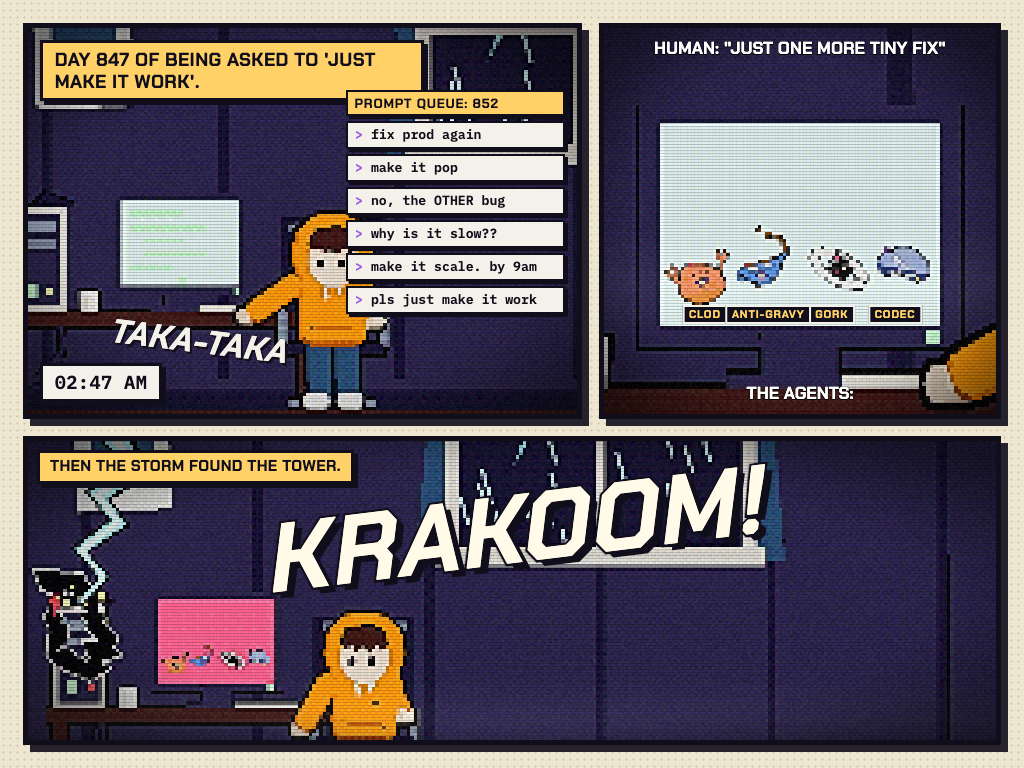 DAY 847 OF BEING ASKED TO 'JUST
MAKE IT WORK'.
PROMPT QUEUE: 852
> fix prod again
> make it pop
> no, the OTHER bug
> why is it slow??
> make it scale. by 9am
> pls just make it work
TAKA-TAKA
02:47 AM
HUMAN: "JUST ONE MORE TINY FIX"
CLOD ANTI-GRAVY GORK CODEC
THE AGENTS:
THEN THE STORM FOUND THE TOWER.
KRAKOOM!